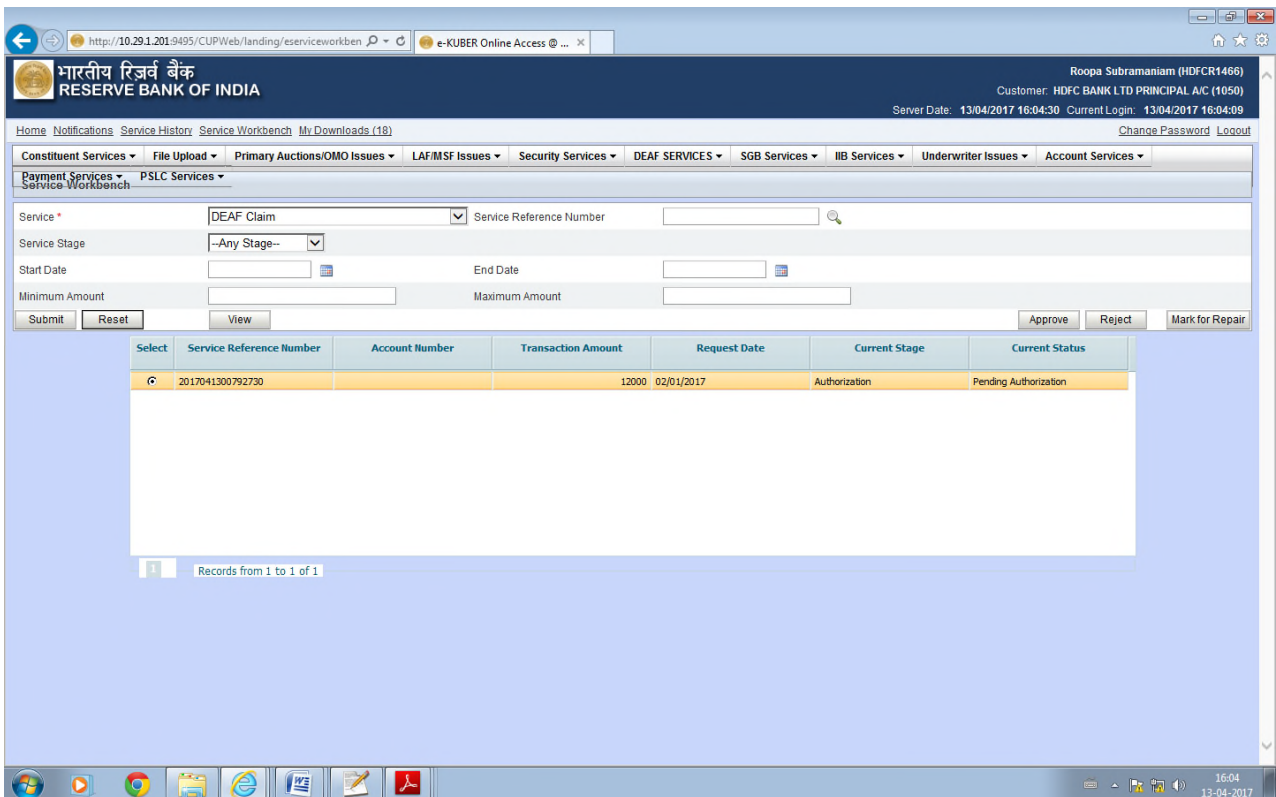 http://10.29.1.201:9495/CUPWeb/landing/eserviceworkben
e-KUBER Online Access @ ...
भारतीय रिज़र्व बैंक
RESERVE BANK OF INDIA
Roopa Subramaniam (HDFCR1466)
Customer: HDFC BANK LTD PRINCIPAL A/C (1050)
Server Date: 13/04/2017 16:04:30 Current Login: 13/04/2017 16:04:09
Home Notifications Service History Service Workbench My Downloads (18) Change Password Logout
Constituent Services File Upload Primary Auctions/OMO Issues LAF/MSF Issues Security Services DEAF SERVICES SGB Services IIB Services Underwriter Issues Account Services
Payment Services PSLC Services
Service Workbench
Service * DEAF Claim Service Reference Number
Service Stage --Any Stage--
Start Date End Date
Minimum Amount Maximum Amount
Submit Reset View Approve Reject Mark for Repair
Select Service Reference Number Account Number Transaction Amount Request Date Current Stage Current Status
2017041300792730 12000 02/01/2017 Authorization Pending Authorization
1 Records from 1 to 1 of 1
16:04
13-04-2017